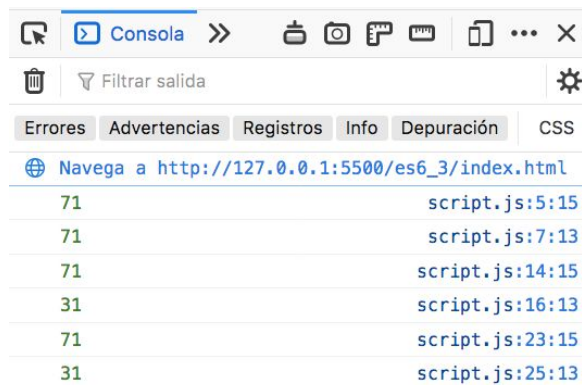 Consola
Filtrar salida
Errores Advertencias Registros Info Depuración CSS
Navega a http://127.0.0.1:5500/es6_3/index.html
71 script.js:5:15
71 script.js:7:13
71 script.js:14:15
31 script.js:16:13
71 script.js:23:15
31 script.js:25:13